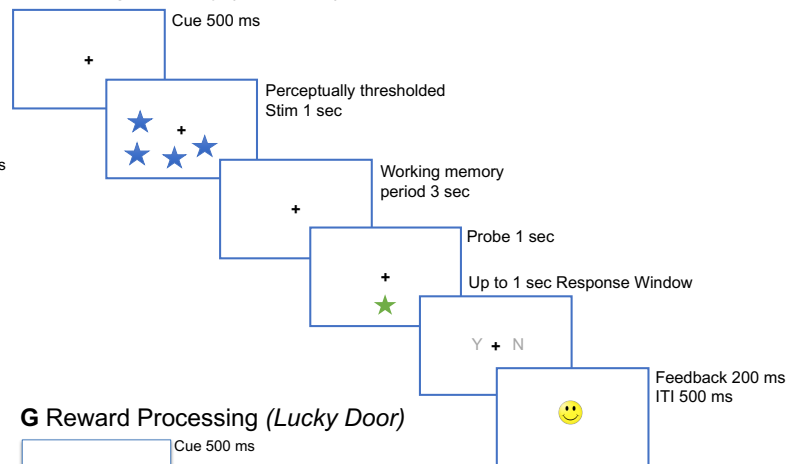 Cue 500 ms
Perceptually thresholded
Stim 1 sec
s
Working memory
period 3 sec
Probe 1 sec
Up to 1 sec Response Window
Y + N
Feedback 200 ms
ITI 500 ms
G Reward Processing (Lucky Door)
Cue 500 ms